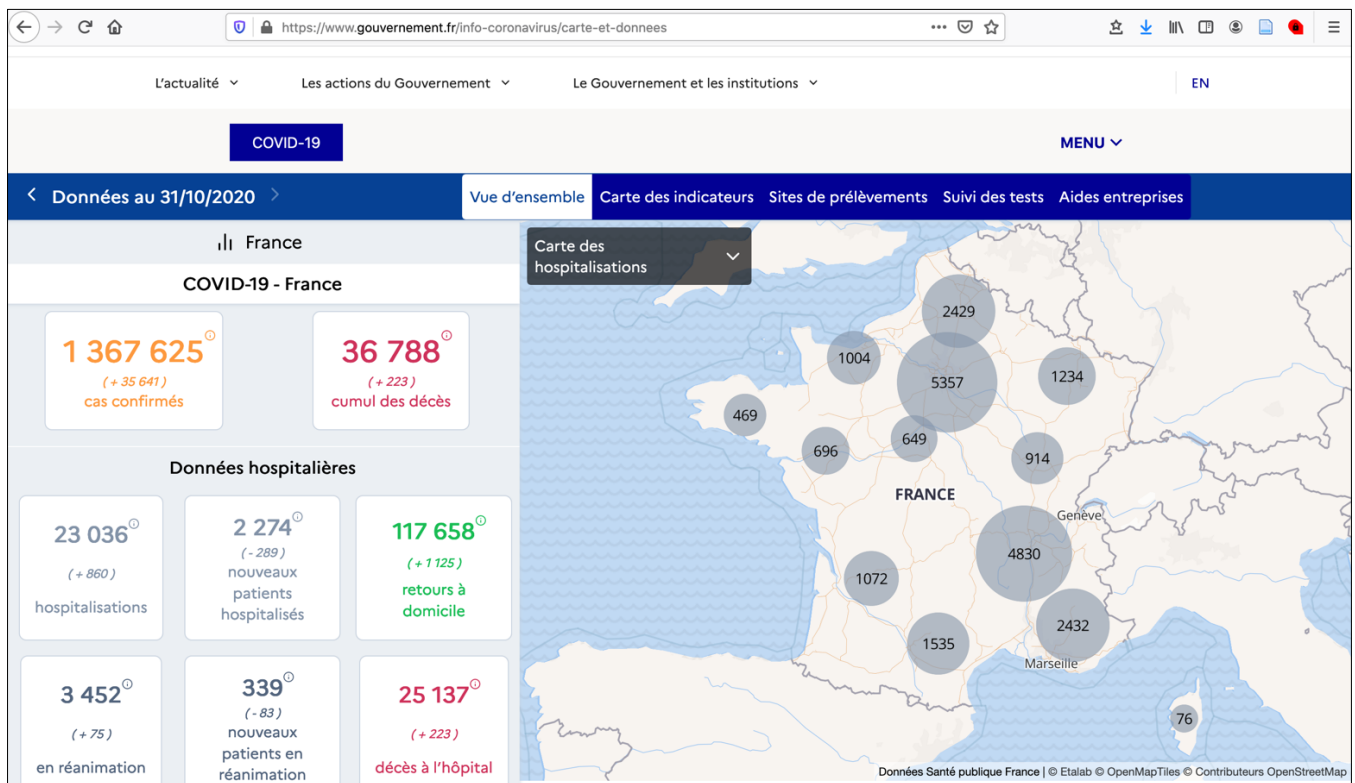 https://www.gouvernement.fr/info-coronavirus/carte-et-donnees
L'actualité
Les actions du Gouvernement
Le Gouvernement et les institutions
EN
COVID-19
MENU
Données au 31/10/2020
Vue d'ensemble
Carte des indicateurs
Sites de prélèvements
Suivi des tests
Aides entreprises
France
COVID-19 - France
1 367 625
(+ 35 641)
cas confirmés
36 788
(+ 223)
cumul des décès
Données hospitalières
23 036
(+ 860)
hospitalisations
2 274
(- 289)
nouveaux
patients
hospitalisés
117 658
(+ 1 125)
retours à
domicile
3 452
(+ 75)
en réanimation
339
(- 83)
nouveaux
patients en
réanimation
25 137
(+ 223)
décès à l'hôpital
Carte des
hospitalisations
2429
1004
5357
1234
469
649
696
914
FRANCE
Genève
4830
1072
2432
1535
Marseille
76
Données Santé publique France | © Etalab © OpenMapTiles © Contributeurs OpenStreetMap